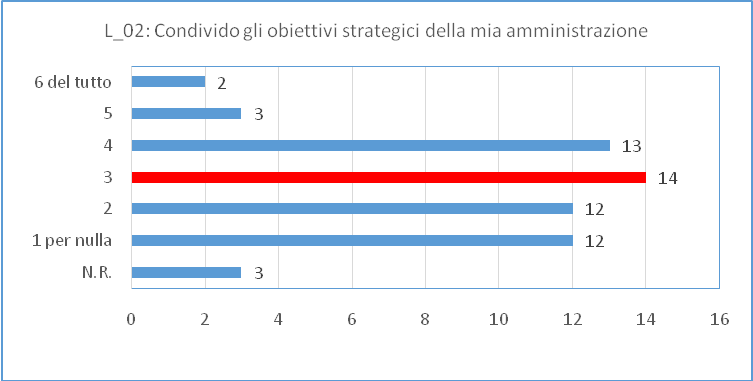 L_02: Condivido gli obiettivi strategici della mia amministrazione
6 del tutto 2
5 3
4 13
3 14
2 12
1 per nulla 12
N.R. 3
0 2 4 6 8 10 12 14 16